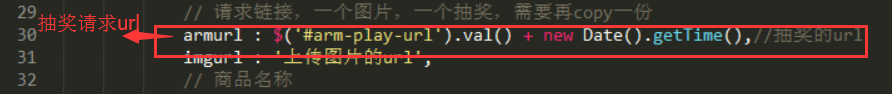 29 // 请求链接，一个图片，一个抽奖，需要再copy一份
抽奖请求url
30 armurl : $('#arm-play-url').val() + new Date().getTime(),//抽奖的url
31 imgurl : '上传图片的url',
32 // 商品名称